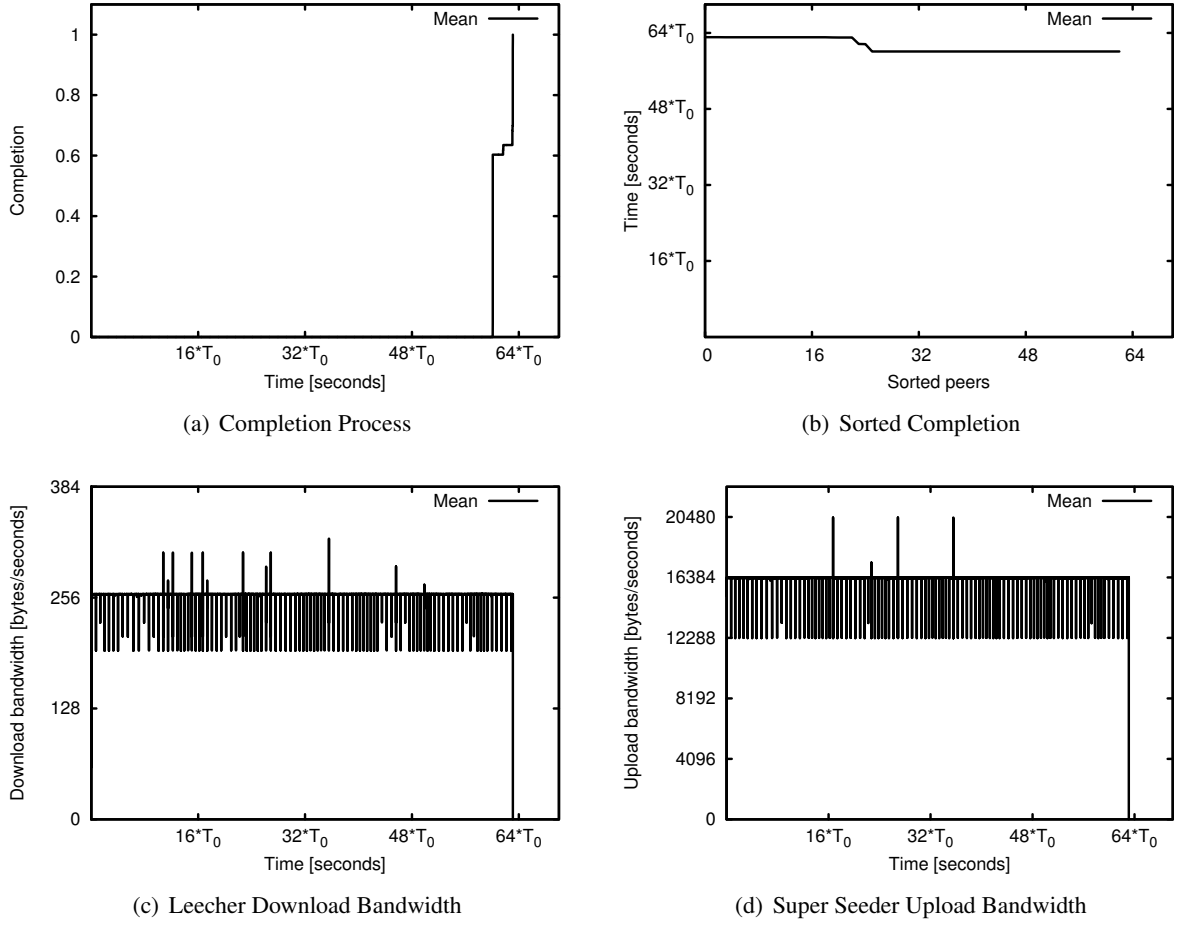 Mean
1
0.8
0.6
0.4
0.2
0
Completion
16*T0
32*T0
48*T0
64*T0
Time [seconds]
(a) Completion Process
Mean
64*T0
48*T0
32*T0
16*T0
Time [seconds]
0
16
32
48
64
Sorted peers
(b) Sorted Completion
Mean
384
256
128
0
Download bandwidth [bytes/seconds]
16*T0
32*T0
48*T0
64*T0
Time [seconds]
(c) Leecher Download Bandwidth
Mean
20480
16384
12288
8192
4096
0
Upload bandwidth [bytes/seconds]
16*T0
32*T0
48*T0
64*T0
Time [seconds]
(d) Super Seeder Upload Bandwidth